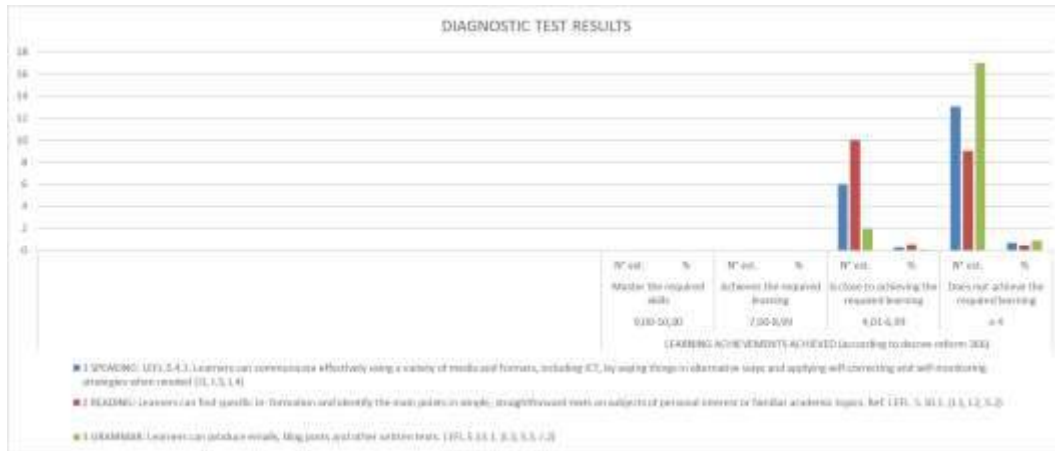 DIAGNOSTIC TEST RESULTS
18
16
14
12
10
8
6
4
2
0
N° est. % N° est. % N° est. % N° est. %
Master the required skills
Achieves the required learning
Is close to achieving the required learning
Does not achieve the required learning
9,00-10,00 7,00-8,99 4,01-6,99 ≤ 4
LEARNING ACHIEVEMENTS ACHIEVED (according to decree reform
1 SPEAKING: Learners can communicate effectively using a variety of media and formats, including ICT, by saying things in alternative ways and applying self-correcting and self-monitoring
strategies when needed
2 READING: Learners can find specific in- formation and identify the main points in simple, straightforward texts on subjects of personal interest or familiar academic topics. Ref.
3 GRAMMAR: Learners can produce emails, blog posts and other written texts.